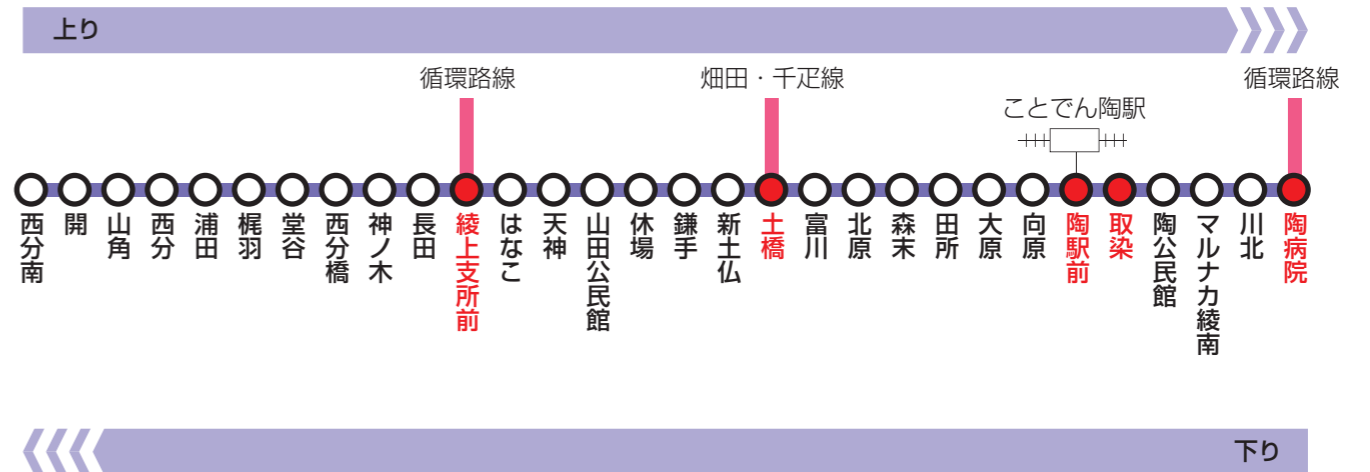 上り
循環路線
畑田・千疋線
循環路線
ことでん陶駅
西分南
開
山角
西分
浦田
梶羽
堂谷
西分橋
神ノ木
長田
綾上支所前
はなこ
天神
山田公民館
休場
鎌手
新土仏
土橋
富川
北原
森末
田所
大原
向原
陶駅前
取染
陶公民館
マルナカ綾南
川北
陶病院
下り